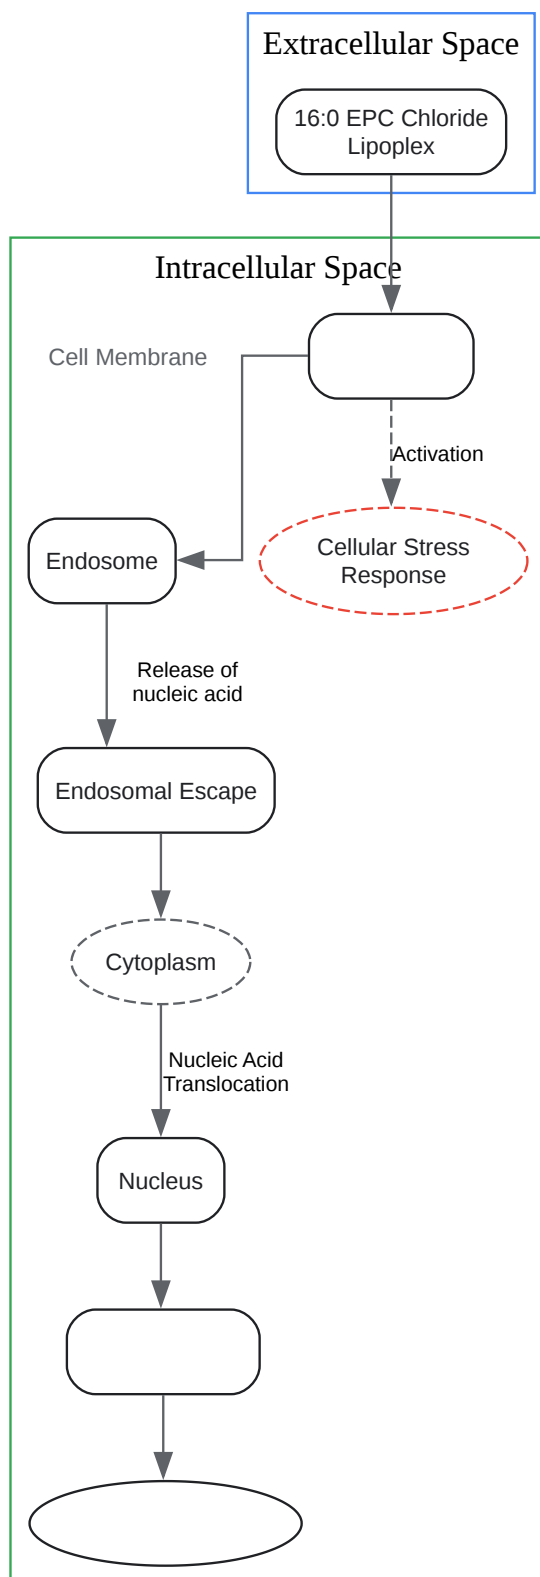 Extracellular Space
16:0 EPC Chloride
Lipoplex
Intracellular Space
Cell Membrane
Activation
Cellular Stress
Response
Endosome
Release of
nucleic acid
Endosomal Escape
Cytoplasm
Nucleic Acid
Translocation
Nucleus